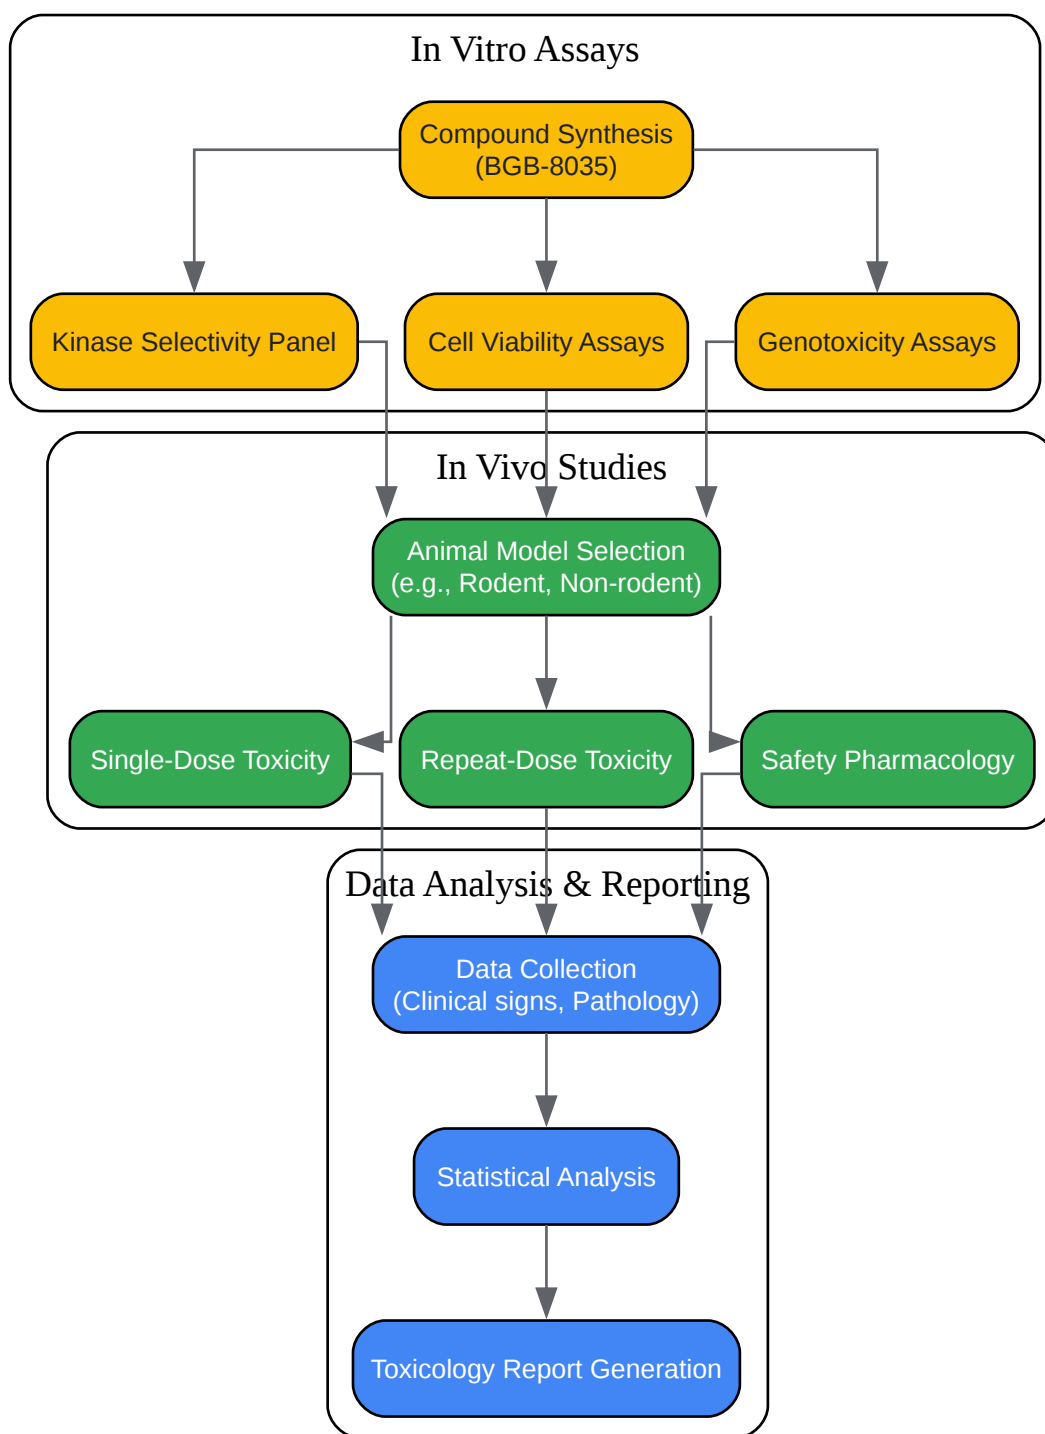 In Vitro Assays
Compound Synthesis
(BGB-8035)
Kinase Selectivity Panel
Cell Viability Assays
Genotoxicity Assays
In Vivo Studies
Animal Model Selection
(e.g., Rodent, Non-rodent)
Single-Dose Toxicity
Repeat-Dose Toxicity
Safety Pharmacology
Data Analysis & Reporting
Data Collection
(Clinical signs, Pathology)
Statistical Analysis
Toxicology Report Generation